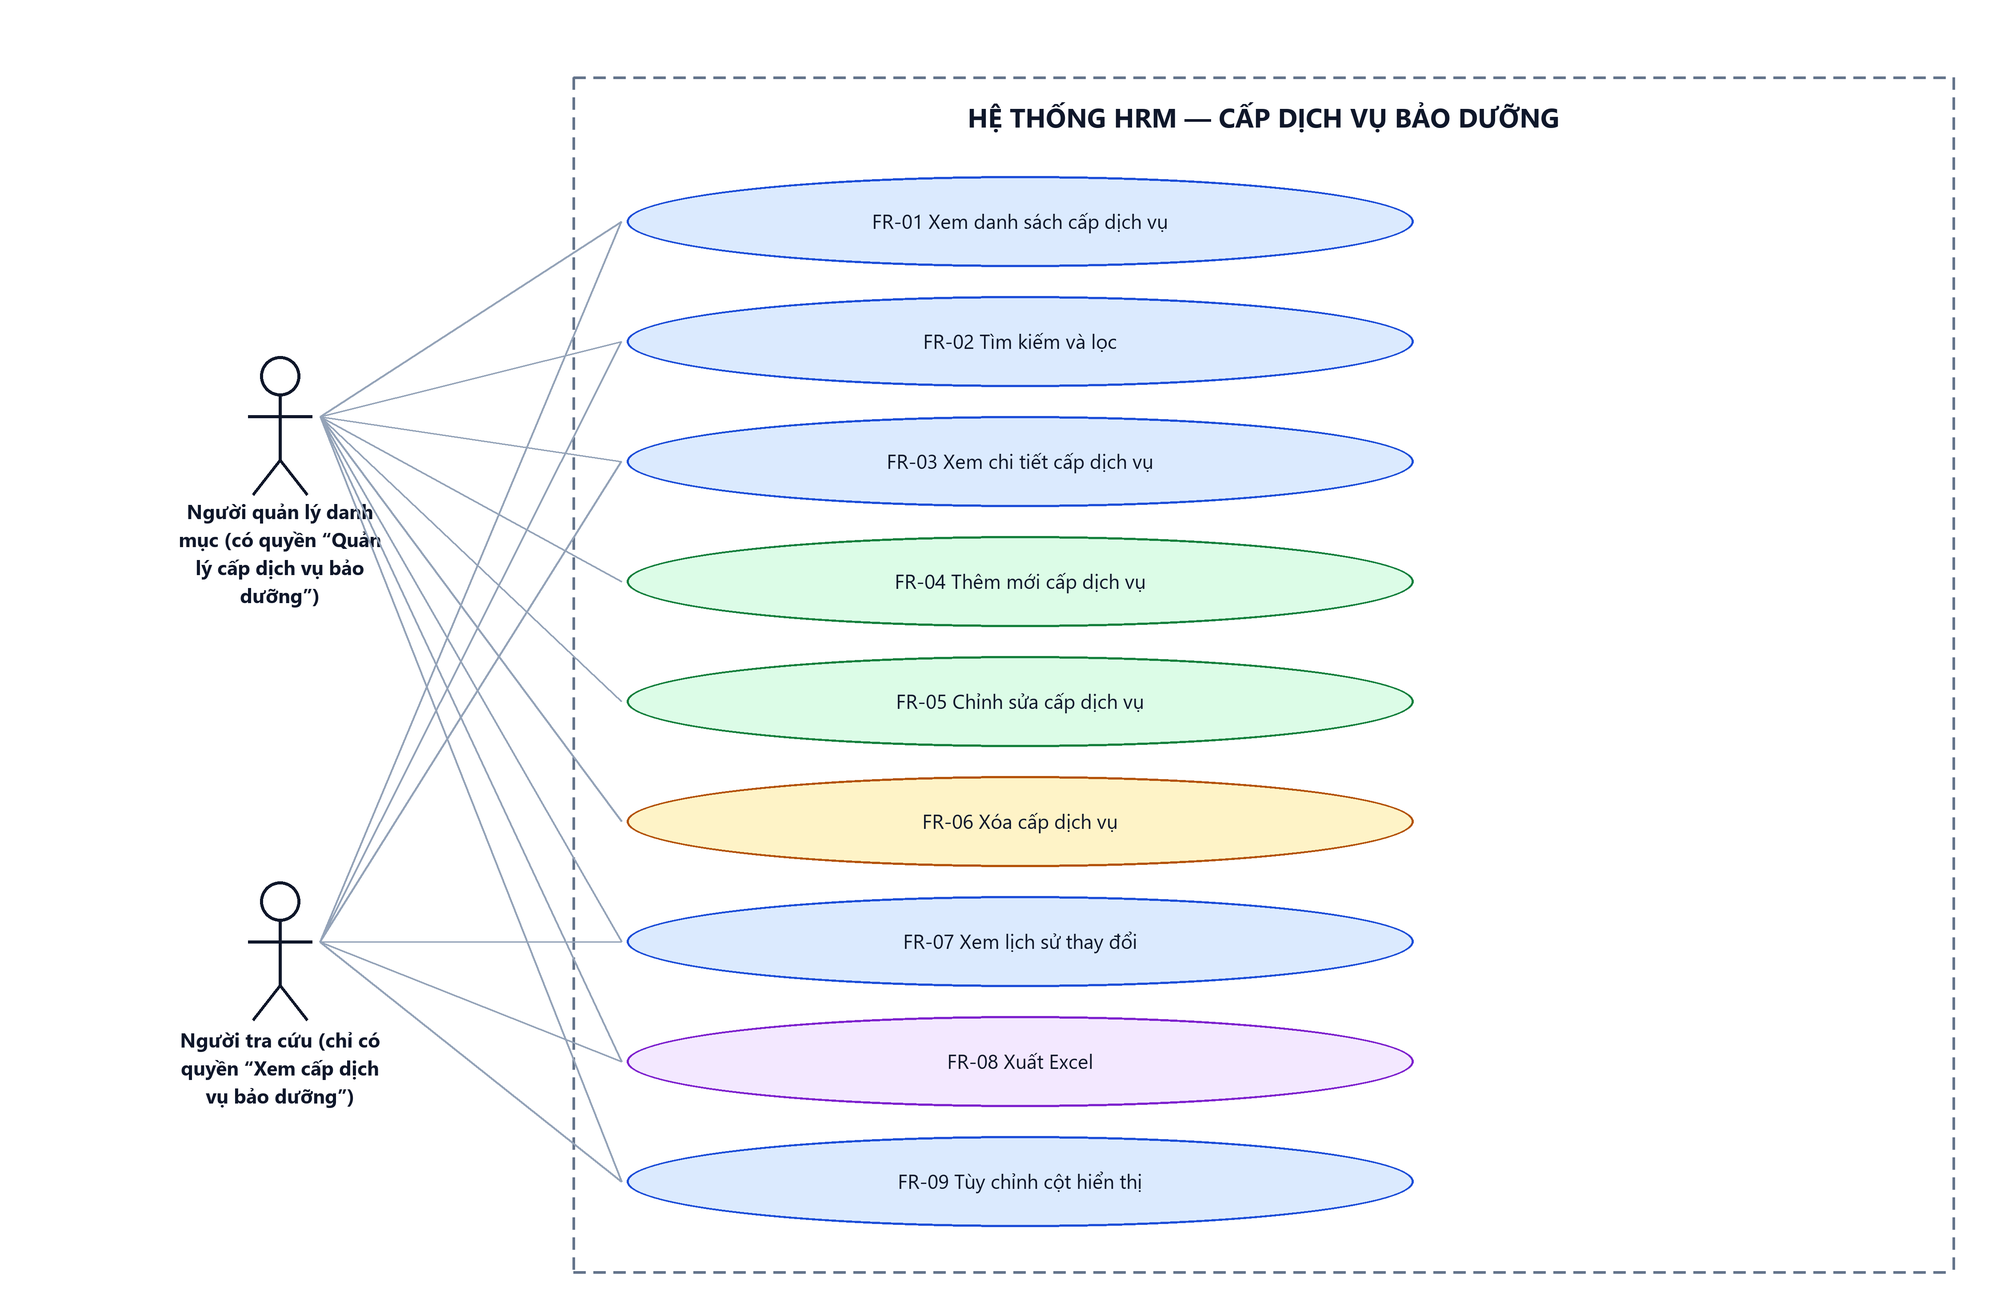 HỆ THỐNG HRM — CẤP DỊCH VỤ BẢO DƯỠNG
FR-01 Xem danh sách cấp dịch vụ
FR-02 Tìm kiếm và lọc
FR-03 Xem chi tiết cấp dịch vụ
Người quản lý danh
mục (có quyền “Quản
lý cấp dịch vụ bảo
dưỡng”)
FR-04 Thêm mới cấp dịch vụ
FR-05 Chỉnh sửa cấp dịch vụ
FR-06 Xóa cấp dịch vụ
FR-07 Xem lịch sử thay đổi
Người tra cứu (chỉ có
quyền “Xem cấp dịch
vụ bảo dưỡng”)
FR-08 Xuất Excel
FR-09 Tùy chỉnh cột hiển thị